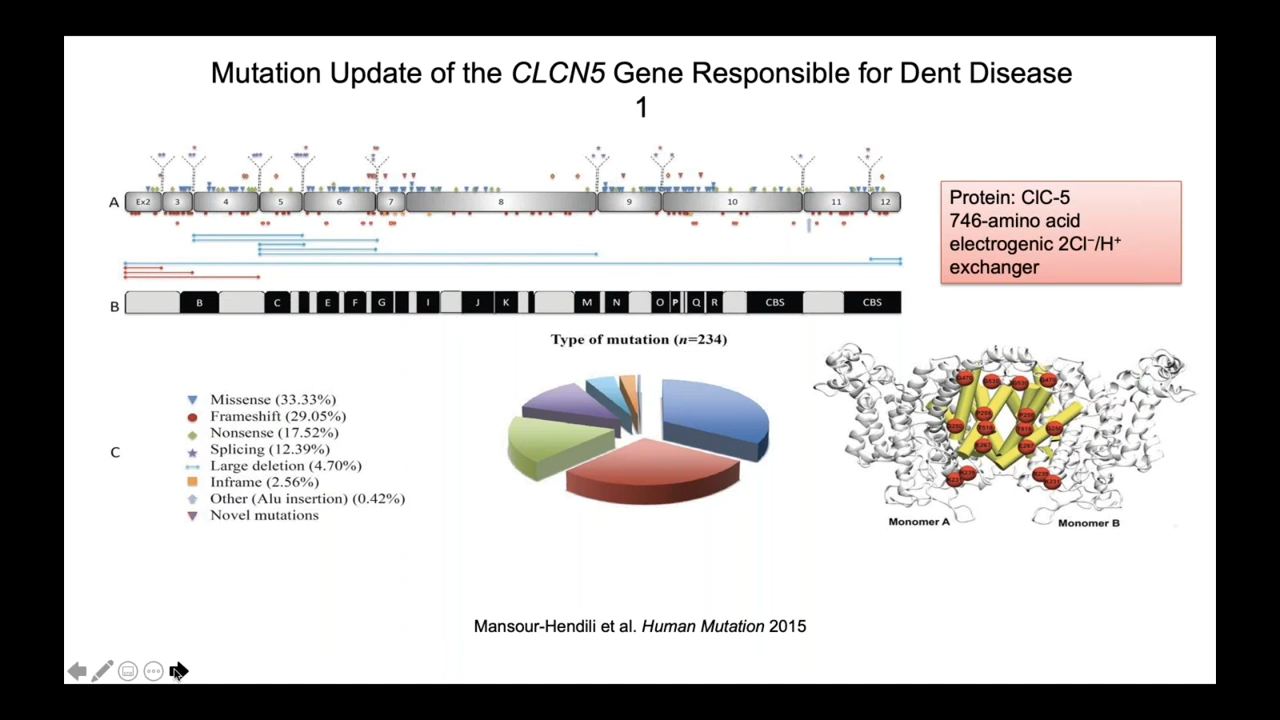 Mutation Update of the CLCN5 Gene Responsible for Dent Disease
1
A
Ex2 3 4 5 6 7 8 9 10 11 12
Protein: ClC-5
746-amino acid
electrogenic 2Cl⁻/H⁺
exchanger
B
B C E F G I J K M N O P Q R CBS CBS
Type of mutation (n=234)
C
Missense (33.33%)
Frameshift (29.05%)
Nonsense (17.52%)
Splicing (12.39%)
Large deletion (4.70%)
Inframe (2.56%)
Other (Alu insertion) (0.42%)
Novel mutations
Monomer A
Monomer B
Mansour-Hendili et al. Human Mutation 2015